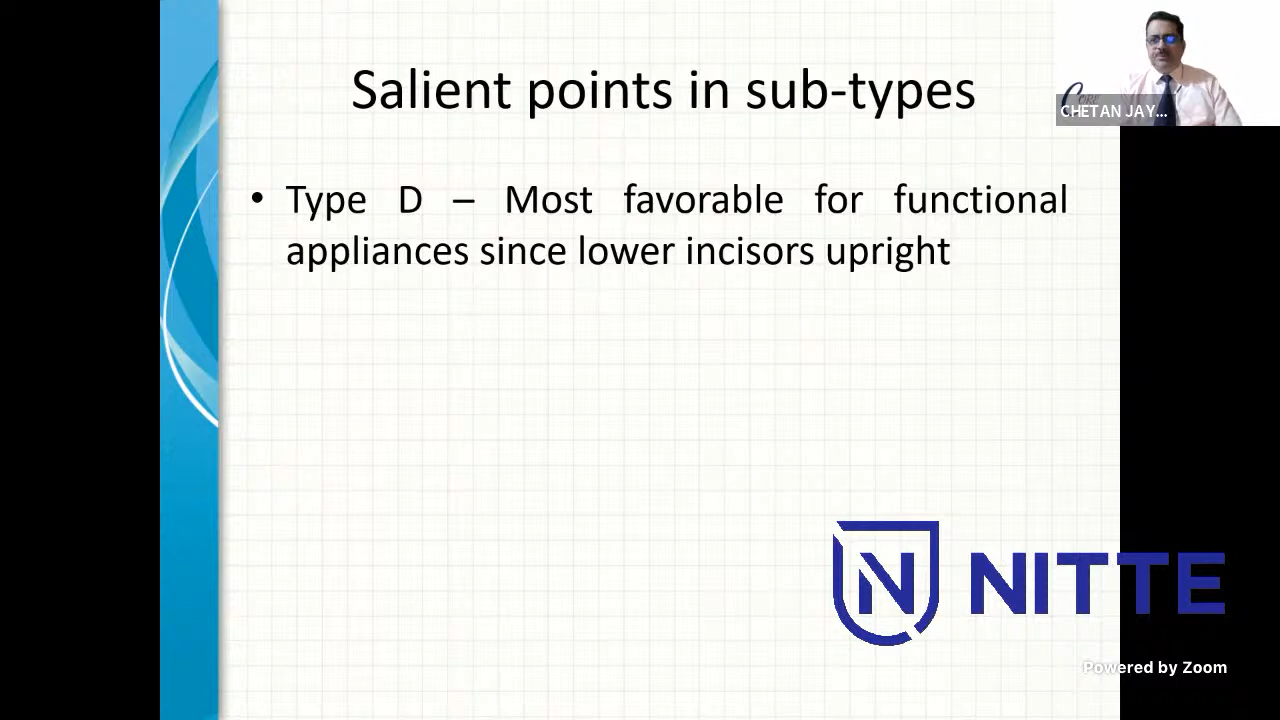 Salient points in sub-types
CHETAN JAY...
• Type D – Most favorable for functional
appliances since lower incisors upright
N NITTE
Powered by Zoom